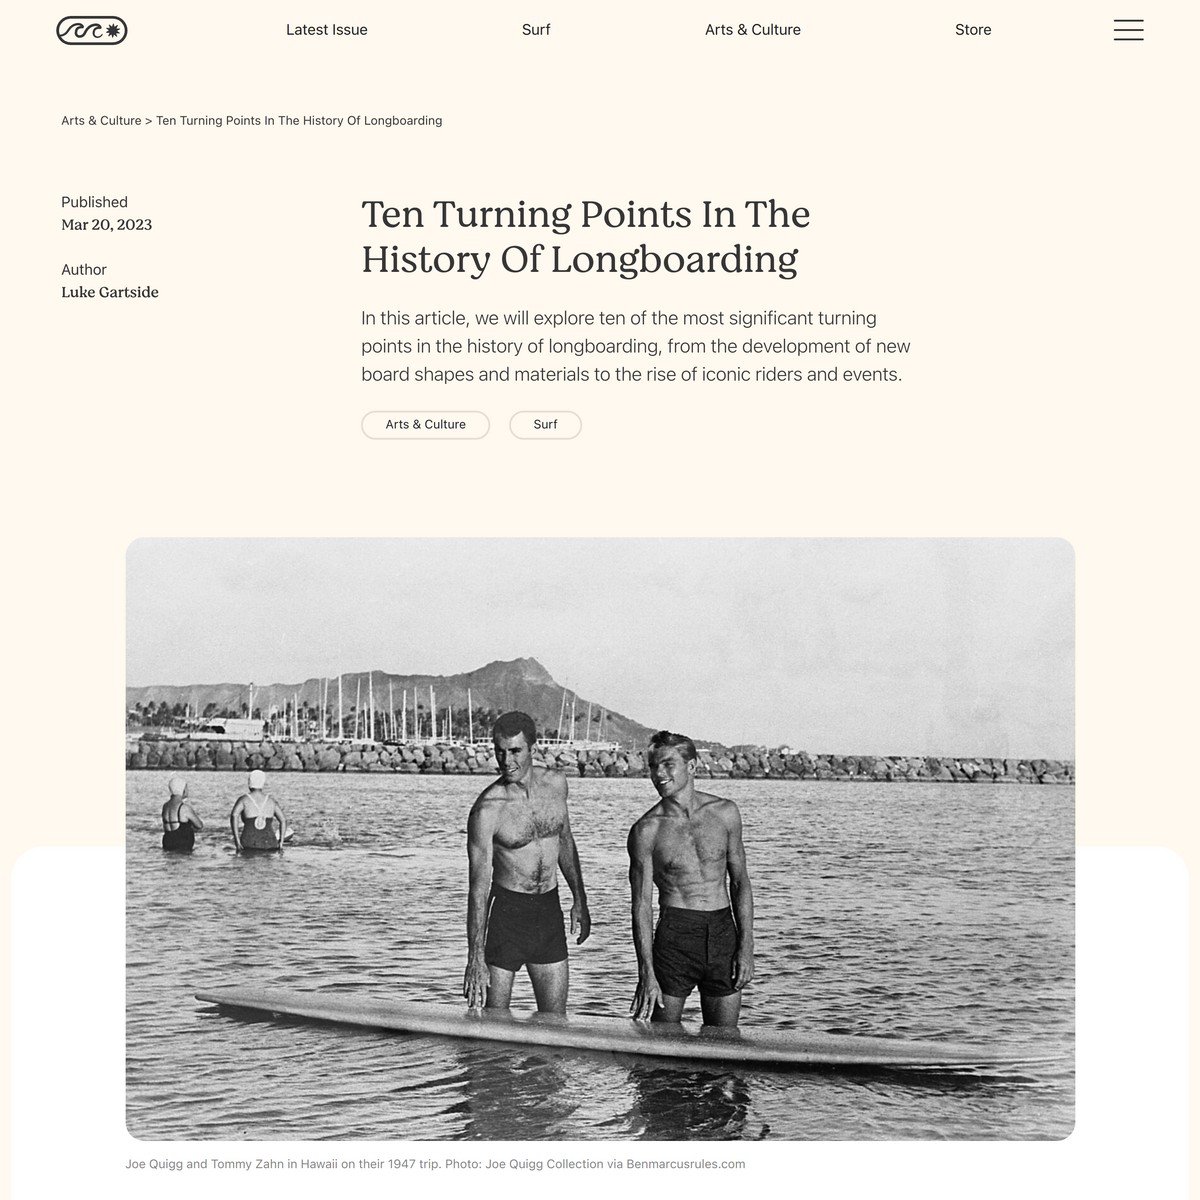 Latest Issue
Surf
Arts & Culture
Store
Arts & Culture > Ten Turning Points In The History Of Longboarding
Published
Mar 20, 2023
Author
Luke Gartside
Ten Turning Points In The
History Of Longboarding
In this article, we will explore ten of the most significant turning
points in the history of longboarding, from the development of new
board shapes and materials to the rise of iconic riders and events.
Arts & Culture
Surf
Joe Quigg and Tommy Zahn in Hawaii on their 1947 trip. Photo: Joe Quigg Collection via Benmarcusrules.com